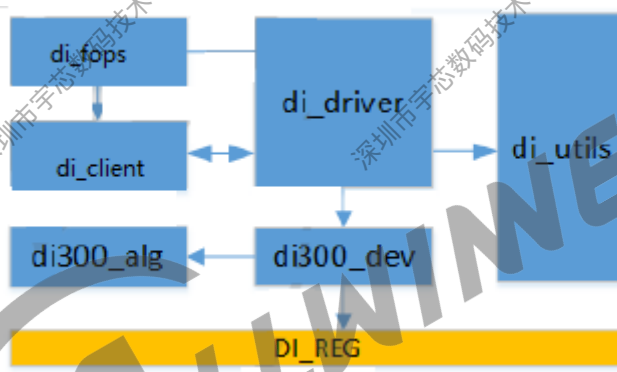 di_fops
di_driver
di_client
di_utils
di300_alg
di300_dev
DI_REG
深圳市宇芯数码技术
深圳市宇芯数码技术
LLWINNE